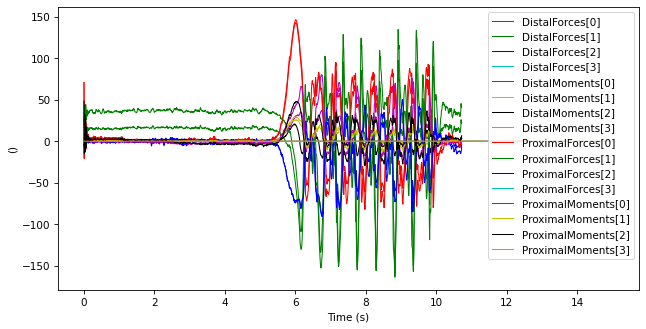 150
100
50
0
−50
−100
−150
()
0
2
4
6
8
10
12
14
Time (s)
DistalForces[0]
DistalForces[1]
DistalForces[2]
DistalForces[3]
DistalMoments[0]
DistalMoments[1]
DistalMoments[2]
DistalMoments[3]
ProximalForces[0]
ProximalForces[1]
ProximalForces[2]
ProximalForces[3]
ProximalMoments[0]
ProximalMoments[1]
ProximalMoments[2]
ProximalMoments[3]